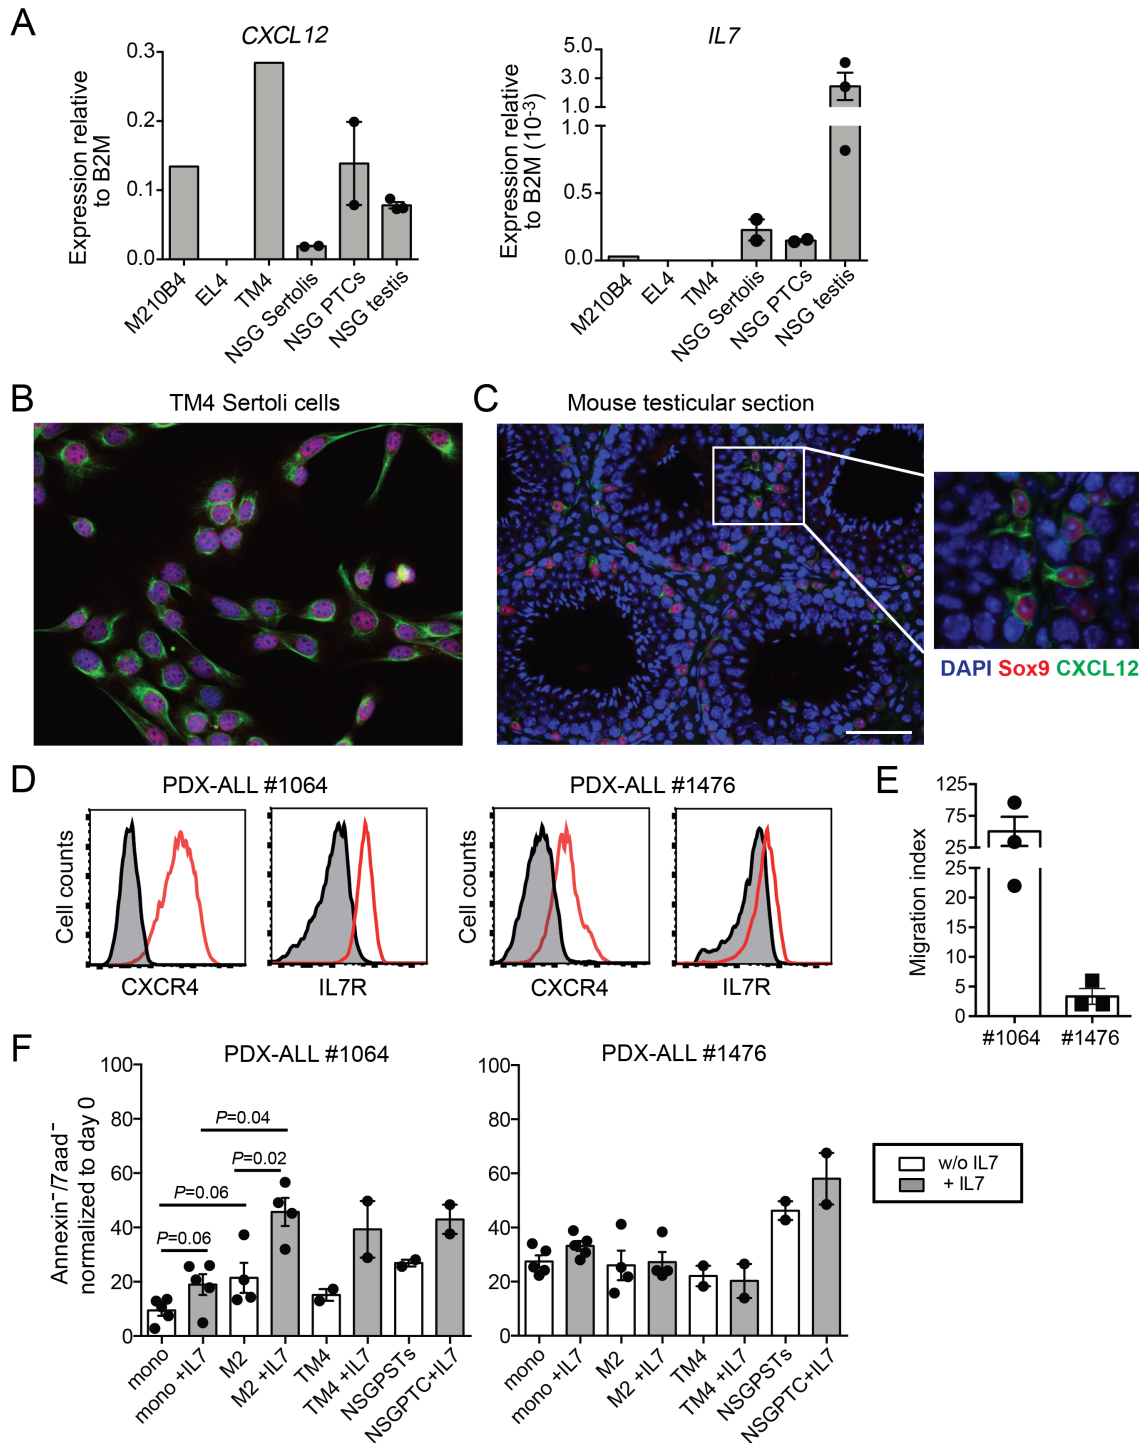 A
CXCL12
Expression relative
to B2M
0.3
0.2
0.1
0.0
M210B4
EL4
TM4
NSG Sertolis
NSG PTCs
NSG testis
IL7
Expression relative
to B2M (10-3)
5.0
3.0
1.0
1.0
0.5
0.0
M210B4
EL4
TM4
NSG Sertolis
NSG PTCs
NSG testis
B
TM4 Sertoli cells
C
Mouse testicular section
DAPI Sox9 CXCL12
D
PDX-ALL #1064
Cell counts
CXCR4
IL7R
PDX-ALL #1476
Cell counts
CXCR4
IL7R
E
Migration index
125
75
25
25
20
15
10
5
0
#1064
#1476
F
PDX-ALL #1064
Annexin-/7aad-
normalized to day 0
100
80
60
40
20
0
P=0.04
P=0.02
P=0.06
P=0.06
mono
mono +IL7
M2
M2 +IL7
TM4
TM4 +IL7
NSGPSTs
NSGPTC+IL7
PDX-ALL #1476
100
80
60
40
20
0
mono
mono +IL7
M2
M2 +IL7
TM4
TM4 +IL7
NSGPSTs
NSGPTC+IL7
w/o IL7
+ IL7